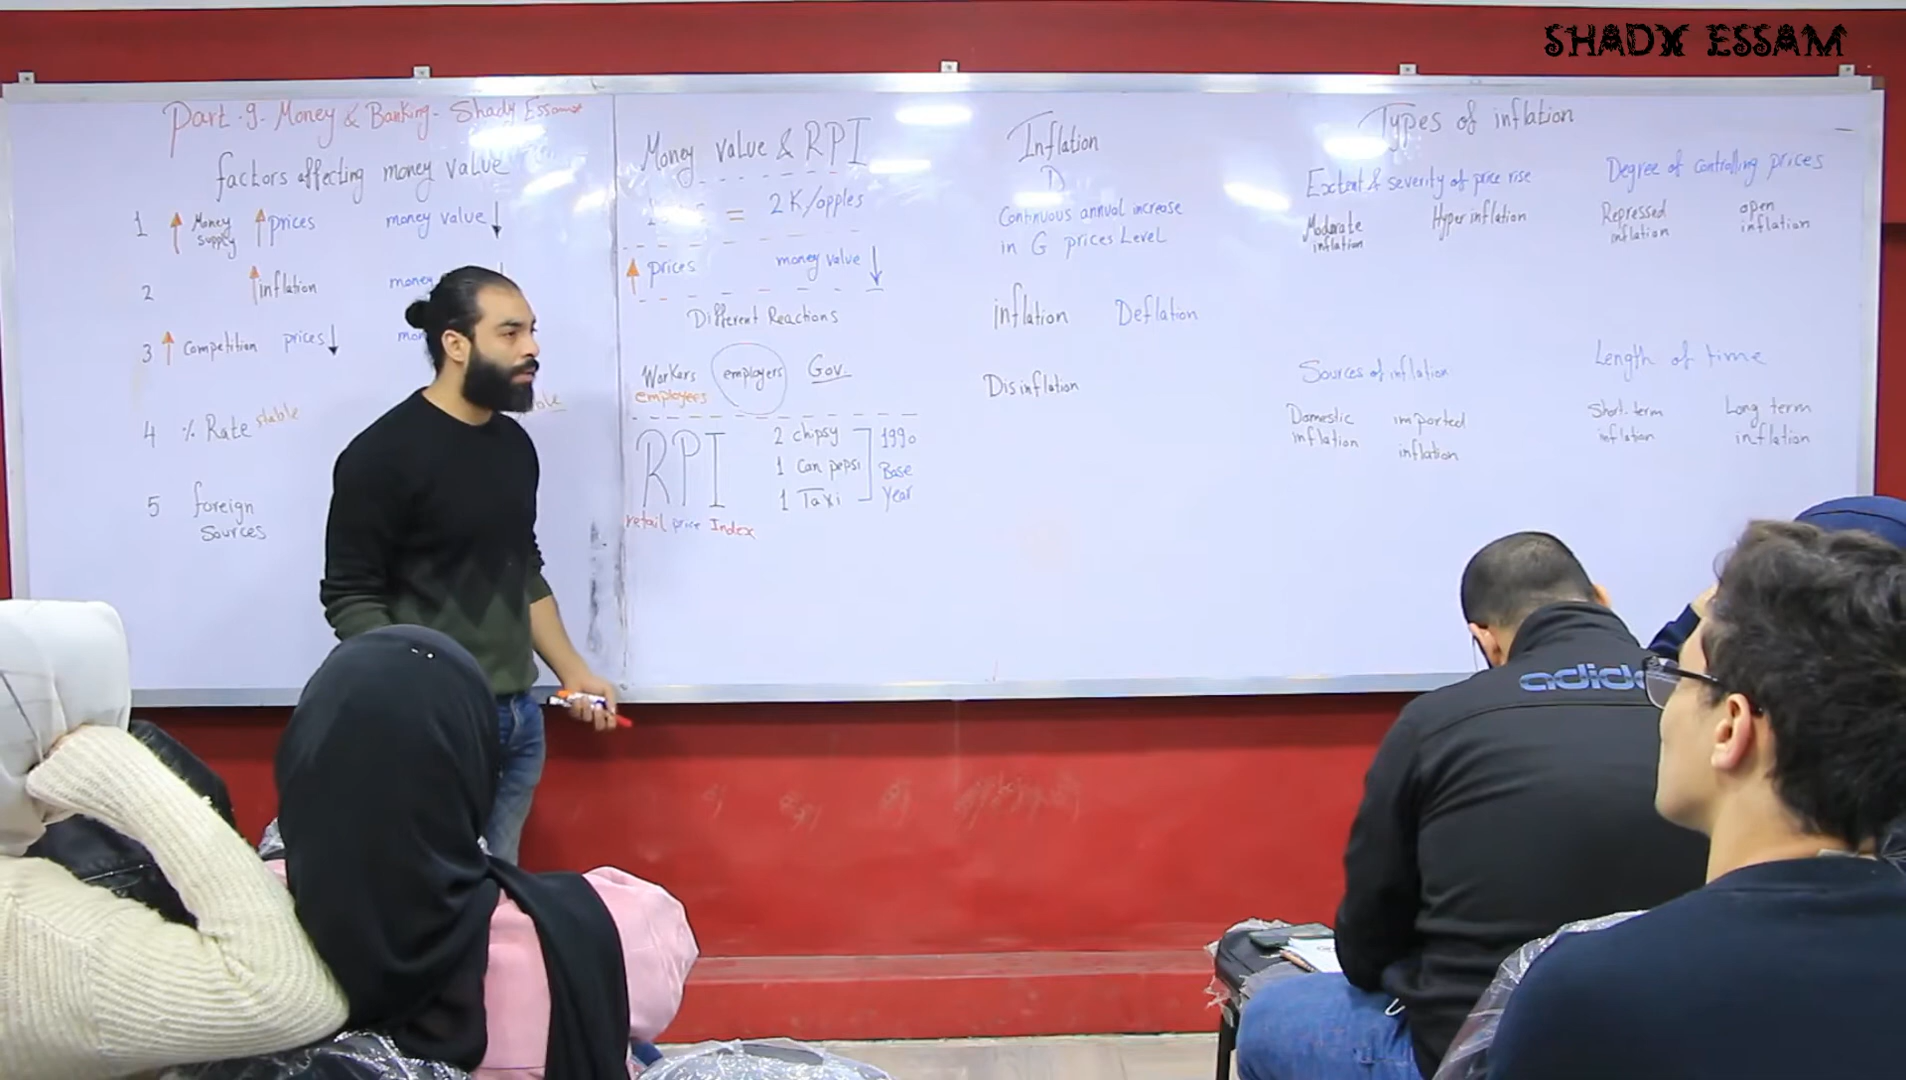 SHADY ESSAM
Part-9- Money & Banking- Shady Essam
factors affecting money value
1 ↑ Money supply ↑ prices money value ↓
2 ↑ inflation money
3 ↑ Competition prices ↓
4 % Rate stable
5 foreign
Sources
Money value & RPI
= 2 K/apples
↑ prices money value ↓
Different Reactions
Workers employers Gov.
employees
RPI
retail price Index
2 chipsy
1 Can pepsi
1 Taxi
1990
Base
Year
Inflation
D
Continuous annual increase
in G prices Level
inflation Deflation
Disinflation
Types of inflation
Extent & severity of price rise
Moderate
inflation
Hyper inflation
Degree of controlling prices
Repressed
inflation
open
inflation
Sources of inflation
Domestic
inflation
imported
inflation
Length of time
Short-term
inflation
Long term
inflation